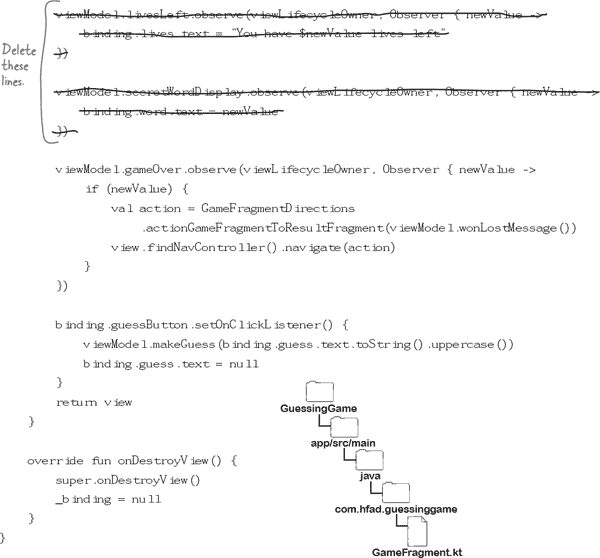 viewModel.livesLeft.observe(viewLifecycleOwner, Observer { newValue ->
binding.lives.text = "You have $newValue lives left"
})
Delete
these
lines.
viewModel.secretWordDisplay.observe(viewLifecycleOwner, Observer { newValue ->
binding.word.text = newValue
})
viewModel.gameOver.observe(viewLifecycleOwner, Observer { newValue ->
if (newValue) {
val action = GameFragmentDirections
.actionGameFragmentToResultFragment(viewModel.wonLostMessage())
view.findNavController().navigate(action)
}
})
binding.guessButton.setOnClickListener() {
viewModel.makeGuess(binding.guess.text.toString().uppercase())
binding.guess.text = null
}
return view
}
override fun onDestroyView() {
super.onDestroyView()
_binding = null
}
}
GuessingGame
app/src/main
java
com.hfad.guessinggame
GameFragment.kt